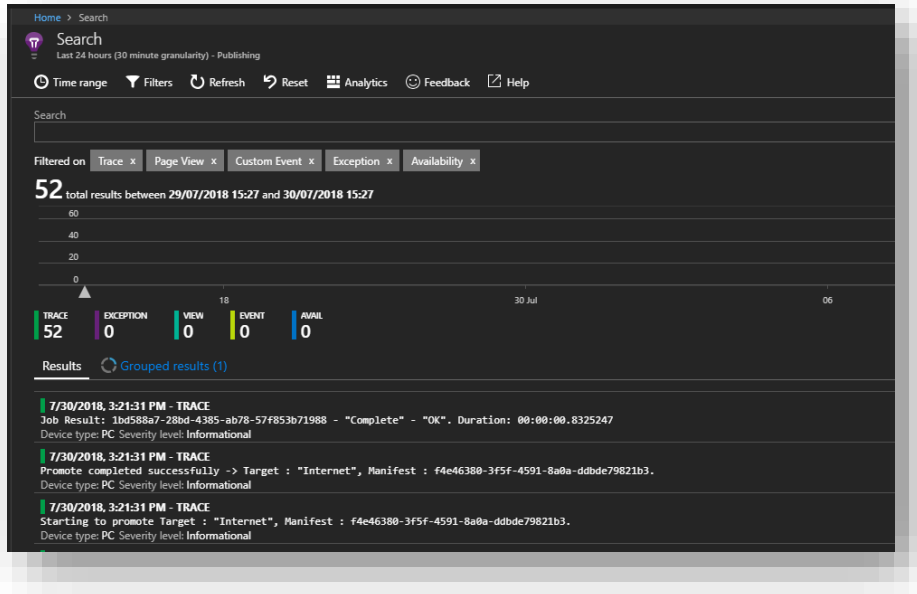 Home > Search
Search
Last 24 hours (30 minute granularity) - Publishing
Time range Filters Refresh Reset Analytics Feedback Help
Search
Filtered on Trace x Page View x Custom Event x Exception x Availability x
52 total results between 29/07/2018 15:27 and 30/07/2018 15:27
60
40
20
0
18 30 Jul 06
TRACE EXCEPTION VIEW EVENT AVAIL
52 0 0 0 0
Results Grouped results (1)
7/30/2018, 3:21:31 PM - TRACE
Job Result: 1bd588a7-28bd-4385-ab78-57f853b71988 - "Complete" - "OK". Duration: 00:00:00.8325247
Device type: PC Severity level: Informational
7/30/2018, 3:21:31 PM - TRACE
Promote completed successfully -> Target : "Internet", Manifest : f4e46380-3f5f-4591-8a0a-ddbde79821b3.
Device type: PC Severity level: Informational
7/30/2018, 3:21:31 PM - TRACE
Starting to promote Target : "Internet", Manifest : f4e46380-3f5f-4591-8a0a-ddbde79821b3.
Device type: PC Severity level: Informational